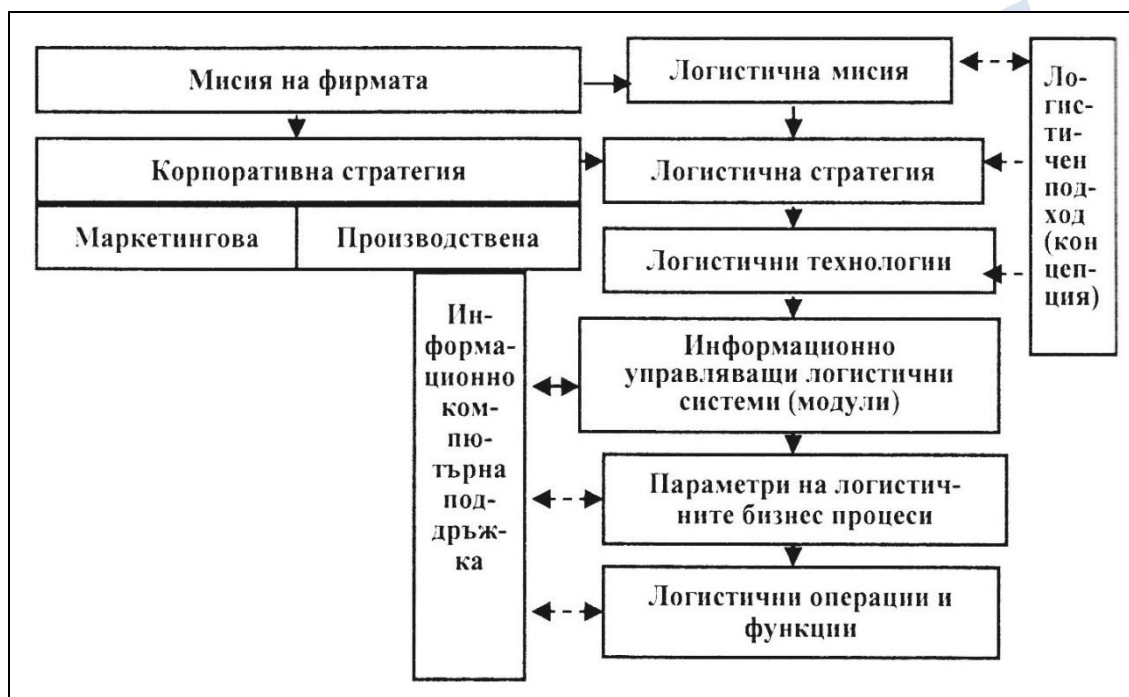 Мисия на фирмата
Логистична мисия
Корпоративна стратегия
Логистична стратегия
Маркетингова
Производствена
Логистични технологии
Ло-
гис-
ти-
чен
под-
ход
(кон
цеп-
ция)
Ин-
форма-
ционно
ком-
пю-
търна
под-
дръж-
ка
Информационно
управляващи логистични
системи (модули)
Параметри на логистич-
ните бизнес процеси
Логистични операции и
функции